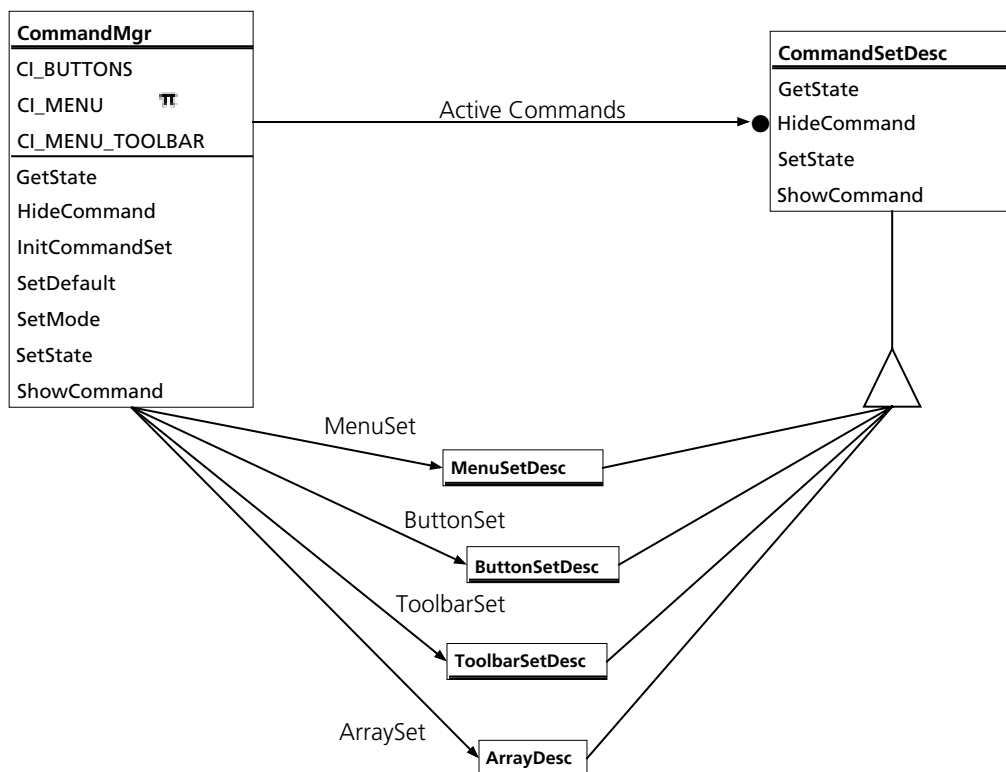 CommandMgr
CI_BUTTONS
CI_MENU
CI_MENU_TOOLBAR
GetState
HideCommand
InitCommandSet
SetDefault
SetMode
SetState
ShowCommand
Active Commands
CommandSetDesc
GetState
HideCommand
SetState
ShowCommand
MenuSet
MenuSetDesc
ButtonSet
ButtonSetDesc
ToolbarSet
ToolbarSetDesc
ArraySet
ArrayDesc